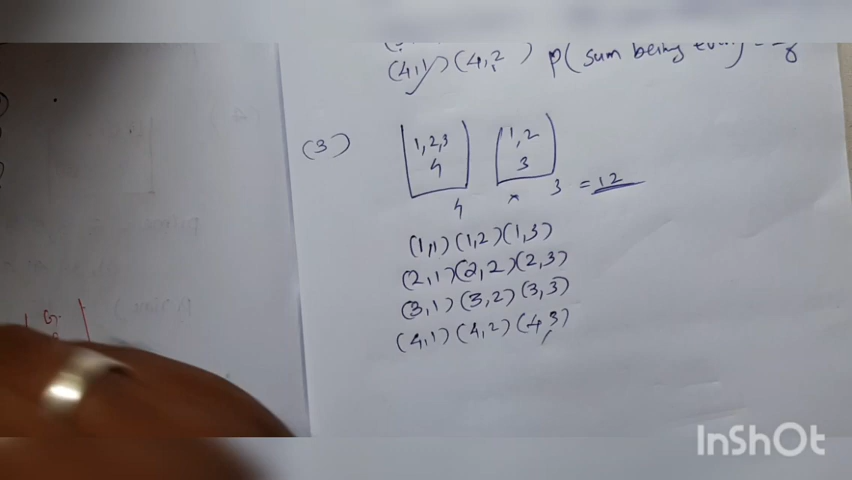 (4,1) (4,2) p( sum being even) =
(3) 1,2,3 1,2
4 3
4 × 3 = 12
(1,1) (1,2) (1,3)
(2,1) (2,2) (2,3)
(3,1) (3,2) (3,3)
(4,1) (4,2) (4,3)
InShOt